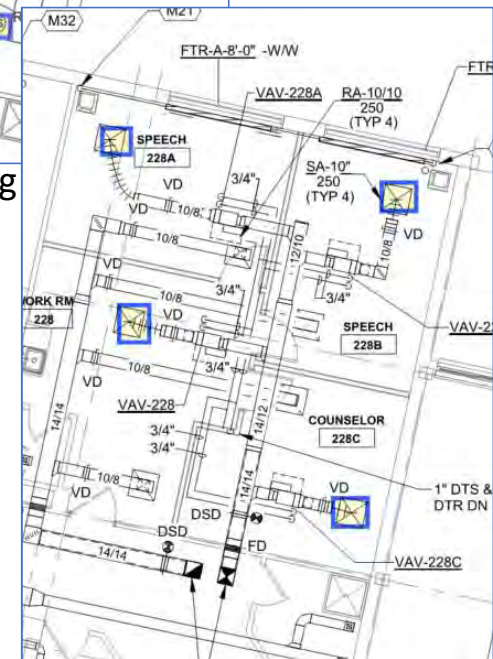 M32
M21
FTR-A-8'-0" -W/W
FTR
VAV-228A
RA-10/10
250
(TYP 4)
SPEECH
228A
SA-10"
250
(TYP 4)
g
VD
3/4"
VD
10/8
VD
12/10
10/8
10/8
VD
10/8
3/4"
3/4"
WORK RM
228
VD
SPEECH
228B
VAV-2
VD
10/8
3/4"
VAV-228
14/14
14/12
COUNSELOR
228C
3/4"
3/4"
14/14
10/8
VD
VD
1" DTS &
DTR DN
DSD
DSD
FD
14/14
VAV-228C